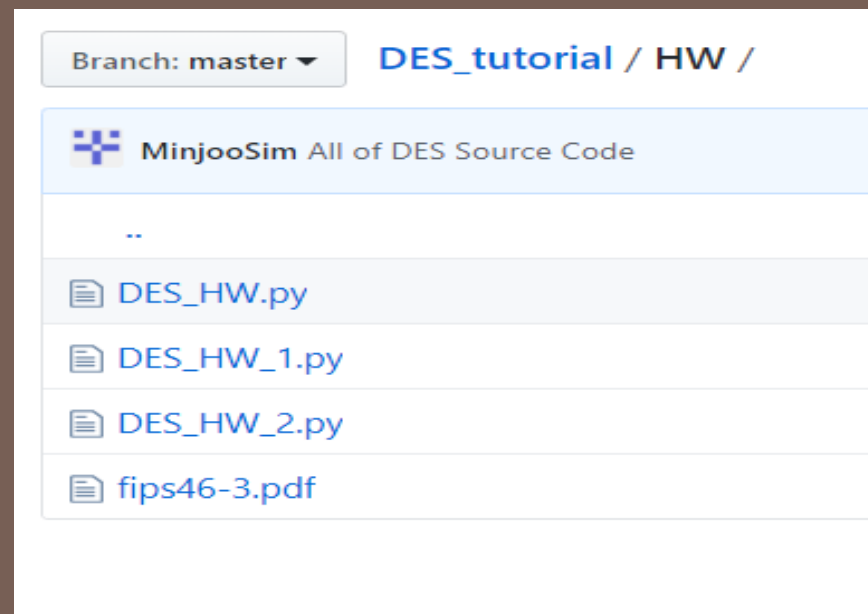 Branch: master DES_tutorial / HW /
MinjooSim All of DES Source Code
..
DES_HW.py
DES_HW_1.py
DES_HW_2.py
fips46-3.pdf